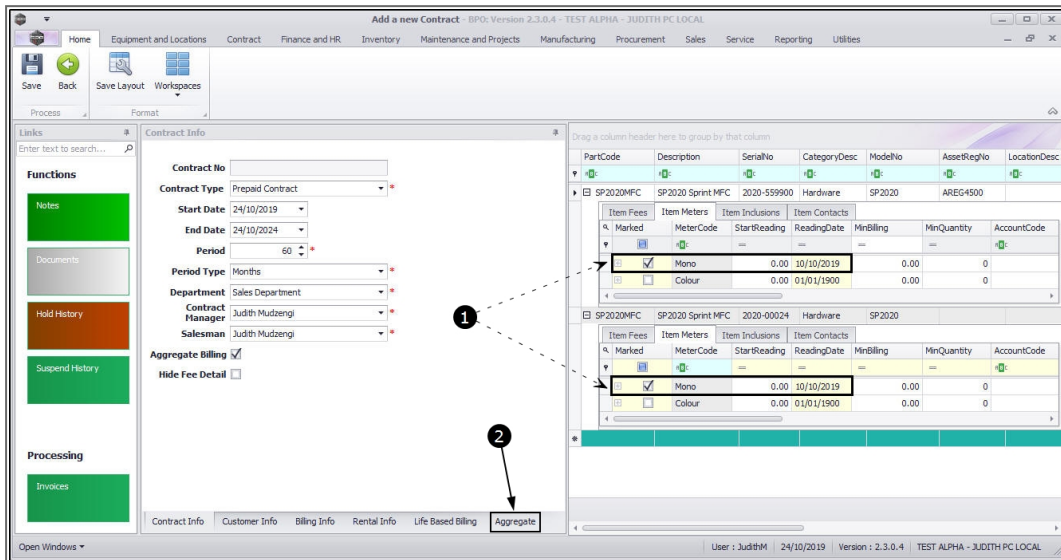 Add a new Contract - BPO: Version 2.3.0.4 - TEST ALPHA - JUDITH PC LOCAL
Home Equipment and Locations Contract Finance and HR Inventory Maintenance and Projects Manufacturing Procurement Sales Service Reporting Utilities
Save Back Save Layout Workspaces
Process Format
Links
Enter text to search...
Functions
Notes
Documents
Hold History
Suspend History
Processing
Invoices
Contract Info
Contract No
Contract Type Prepaid Contract *
Start Date 24/10/2019
End Date 24/10/2024
Period 60 *
Period Type Months *
Department Sales Department *
Contract Manager Judith Mudzengi *
Salesman Judith Mudzengi *
Aggregate Billing
Hide Fee Detail
1
2
Contract Info Customer Info Billing Info Rental Info Life Based Billing Aggregate
Drag a column header here to group by that column
PartCode Description SerialNo CategoryDesc ModelNo AssetRegNo LocationDesc
SP2020MFC SP2020 Sprint MFC 2020-559900 Hardware SP2020 AREG4500
Item Fees Item Meters Item Inclusions Item Contacts
Marked MeterCode StartReading ReadingDate MinBilling MinQuantity AccountCode
= = = =
Mono 0.00 10/10/2019 0.00 0
Colour 0.00 01/01/1900 0.00 0
SP2020MFC SP2020 Sprint MFC 2020-00024 Hardware SP2020
Item Fees Item Meters Item Inclusions Item Contacts
Marked MeterCode StartReading ReadingDate MinBilling MinQuantity AccountCode
= = = =
Mono 0.00 10/10/2019 0.00 0
Colour 0.00 01/01/1900 0.00 0
Open Windows User : JudithM 24/10/2019 Version : 2.3.0.4 TEST ALPHA - JUDITH PC LOCAL